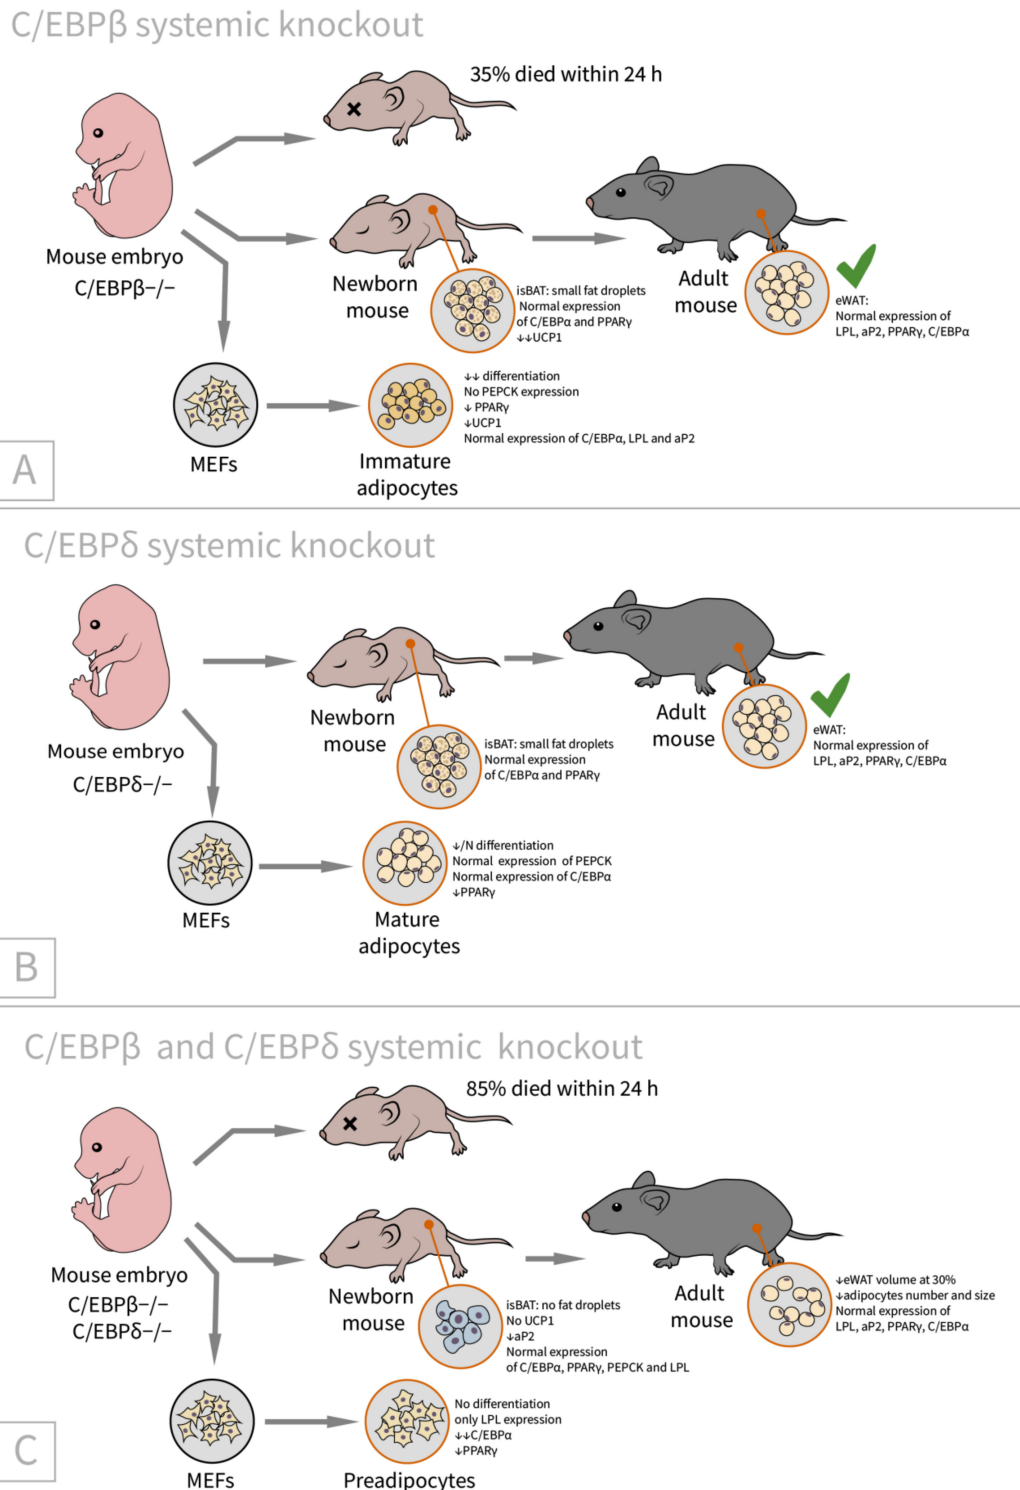 C/EBPβ systemic knockout
35% died within 24 h
Mouse embryo
C/EBPβ−/−
Newborn
mouse
isBAT: small fat droplets
Normal expression
of C/EBPα and PPARγ
↓↓UCP1
Adult
mouse
eWAT:
Normal expression of
LPL, aP2, PPARγ, C/EBPα
MEFs
Immature
adipocytes
↓↓ differentiation
No PEPCK expression
↓ PPARγ
↓UCP1
Normal expression of C/EBPα, LPL and aP2
A
C/EBPδ systemic knockout
Mouse embryo
C/EBPδ−/−
Newborn
mouse
isBAT: small fat droplets
Normal expression
of C/EBPα and PPARγ
Adult
mouse
eWAT:
Normal expression of
LPL, aP2, PPARγ, C/EBPα
MEFs
Mature
adipocytes
↓/N differentiation
Normal expression of PEPCK
Normal expression of C/EBPα
↓PPARγ
B
C/EBPβ and C/EBPδ systemic knockout
85% died within 24 h
Mouse embryo
C/EBPβ−/−
C/EBPδ−/−
Newborn
mouse
isBAT: no fat droplets
No UCP1
↓aP2
Normal expression
of C/EBPα, PPARγ, PEPCK and LPL
Adult
mouse
↓eWAT volume at 30%
↓adipocytes number and size
Normal expression of
LPL, aP2, PPARγ, C/EBPα
MEFs
Preadipocytes
No differentiation
only LPL expression
↓↓C/EBPα
↓PPARγ
C